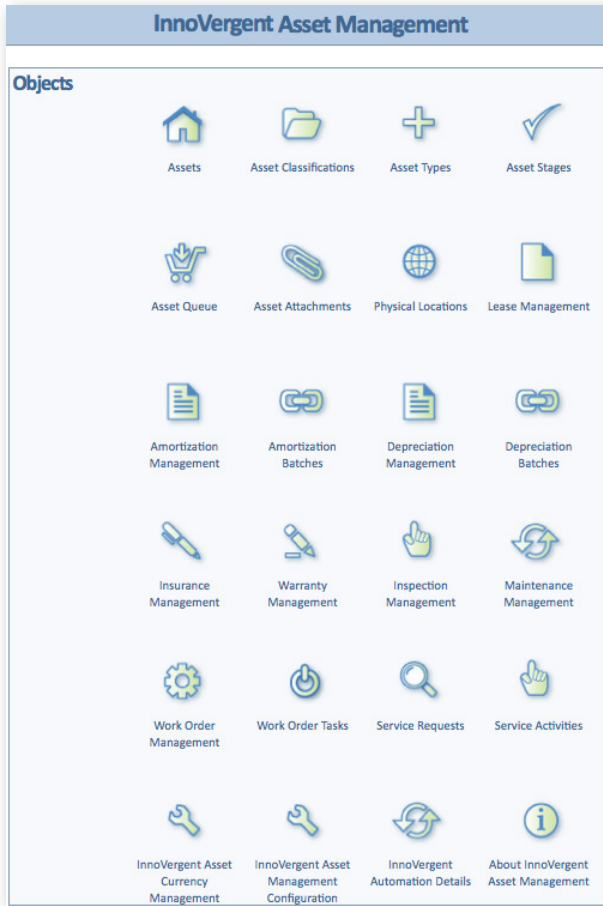 InnoVergent Asset Management
Objects
Assets
Asset Classifications
Asset Types
Asset Stages
Asset Queue
Asset Attachments
Physical Locations
Lease Management
Amortization
Management
Amortization
Batches
Depreciation
Management
Depreciation
Batches
Insurance
Management
Warranty
Management
Inspection
Management
Maintenance
Management
Work Order
Management
Work Order Tasks
Service Requests
Service Activities
InnoVergent Asset
Currency
Management
InnoVergent Asset
Management
Configuration
InnoVergent
Automation Details
About InnoVergent
Asset Management